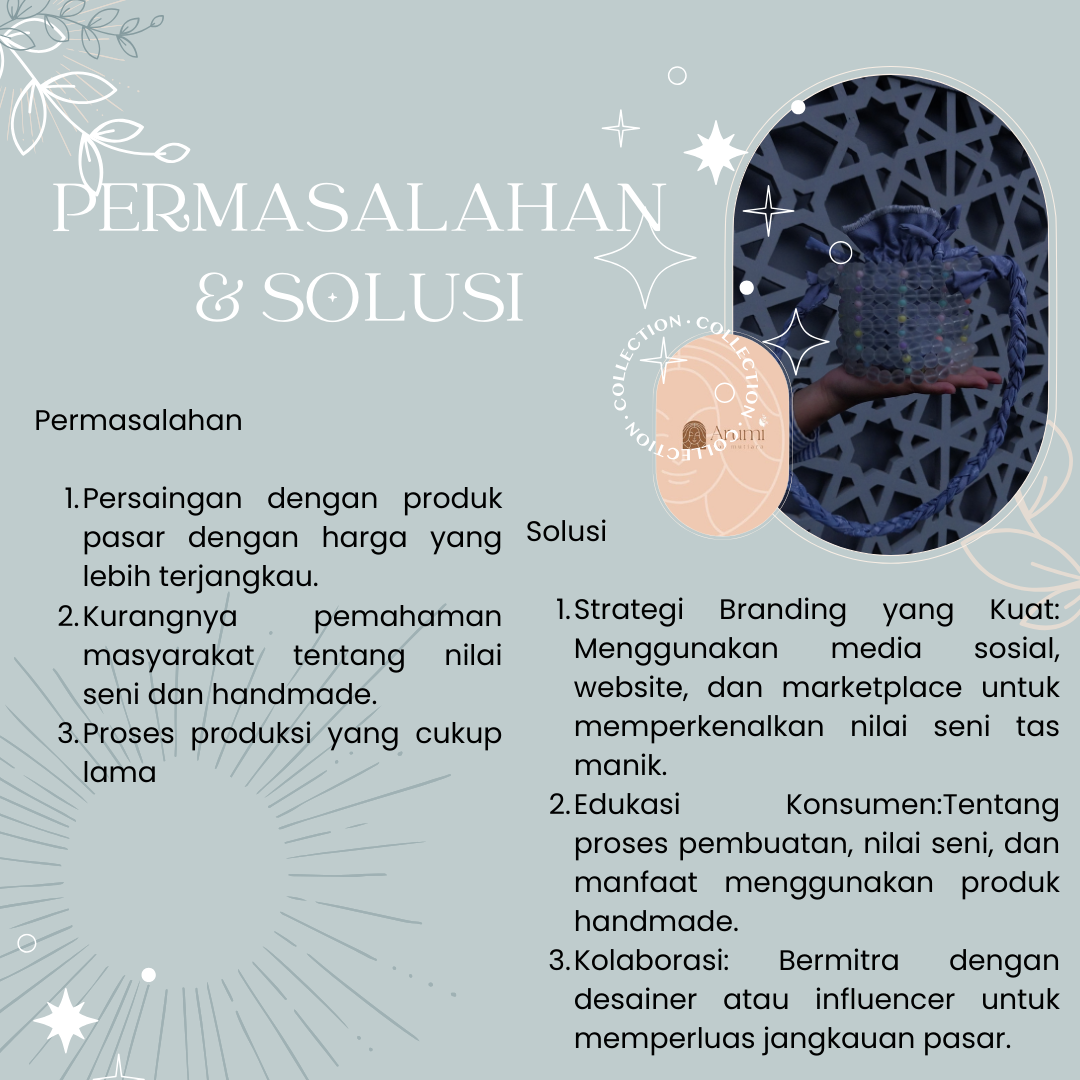 PERMASALAHAN
& SOLUSI
COLLECTION · COLLECTION · COLLECTION ·
Permasalahan
1. Persaingan dengan produk
pasar dengan harga yang
lebih terjangkau.
2. Kurangnya pemahaman
masyarakat tentang nilai
seni dan handmade.
3. Proses produksi yang cukup
lama
Solusi
1. Strategi Branding yang Kuat:
Menggunakan media sosial,
website, dan marketplace untuk
memperkenalkan nilai seni tas
manik.
2. Edukasi Konsumen:Tentang
proses pembuatan, nilai seni, dan
manfaat menggunakan produk
handmade.
3. Kolaborasi: Bermitra dengan
desainer atau influencer untuk
memperluas jangkauan pasar.